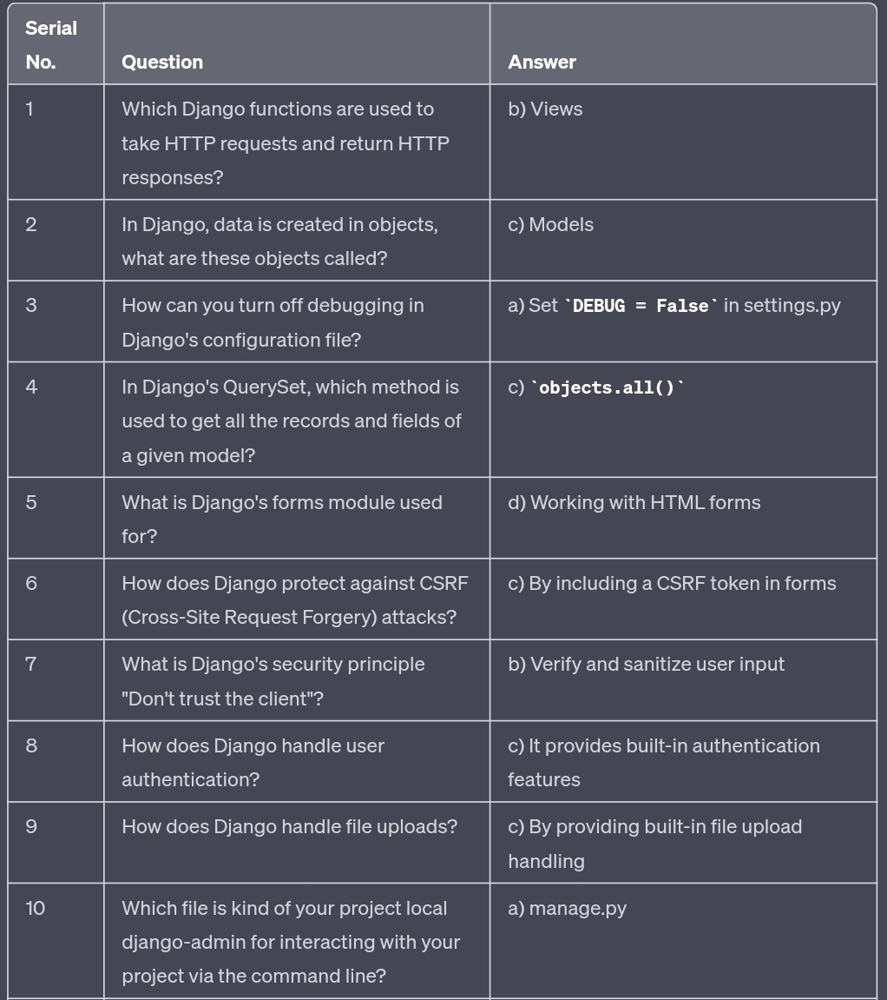 Serial
No.
Question
Answer
1
Which Django functions are used to
take HTTP requests and return HTTP
responses?
b) Views
2
In Django, data is created in objects,
what are these objects called?
c) Models
3
How can you turn off debugging in
Django's configuration file?
a) Set `DEBUG = False` in settings.py
4
In Django's QuerySet, which method is
used to get all the records and fields of
a given model?
c) `objects.all()`
5
What is Django's forms module used
for?
d) Working with HTML forms
6
How does Django protect against CSRF
(Cross-Site Request Forgery) attacks?
c) By including a CSRF token in forms
7
What is Django's security principle
"Don't trust the client"?
b) Verify and sanitize user input
8
How does Django handle user
authentication?
c) It provides built-in authentication
features
9
How does Django handle file uploads?
c) By providing built-in file upload
handling
10
Which file is kind of your project local
django-admin for interacting with your
project via the command line?
a) manage.py